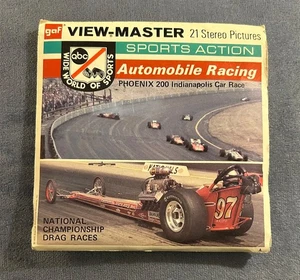 gaf VIEW-MASTER 21 Stereo Pictures
SPORTS ACTION
abc
WIDE WORLD OF SPORTS
Automobile Racing
PHOENIX 200 Indianapolis Car Race
NATIONALS
97
NATIONAL
CHAMPIONSHIP
DRAG RACES